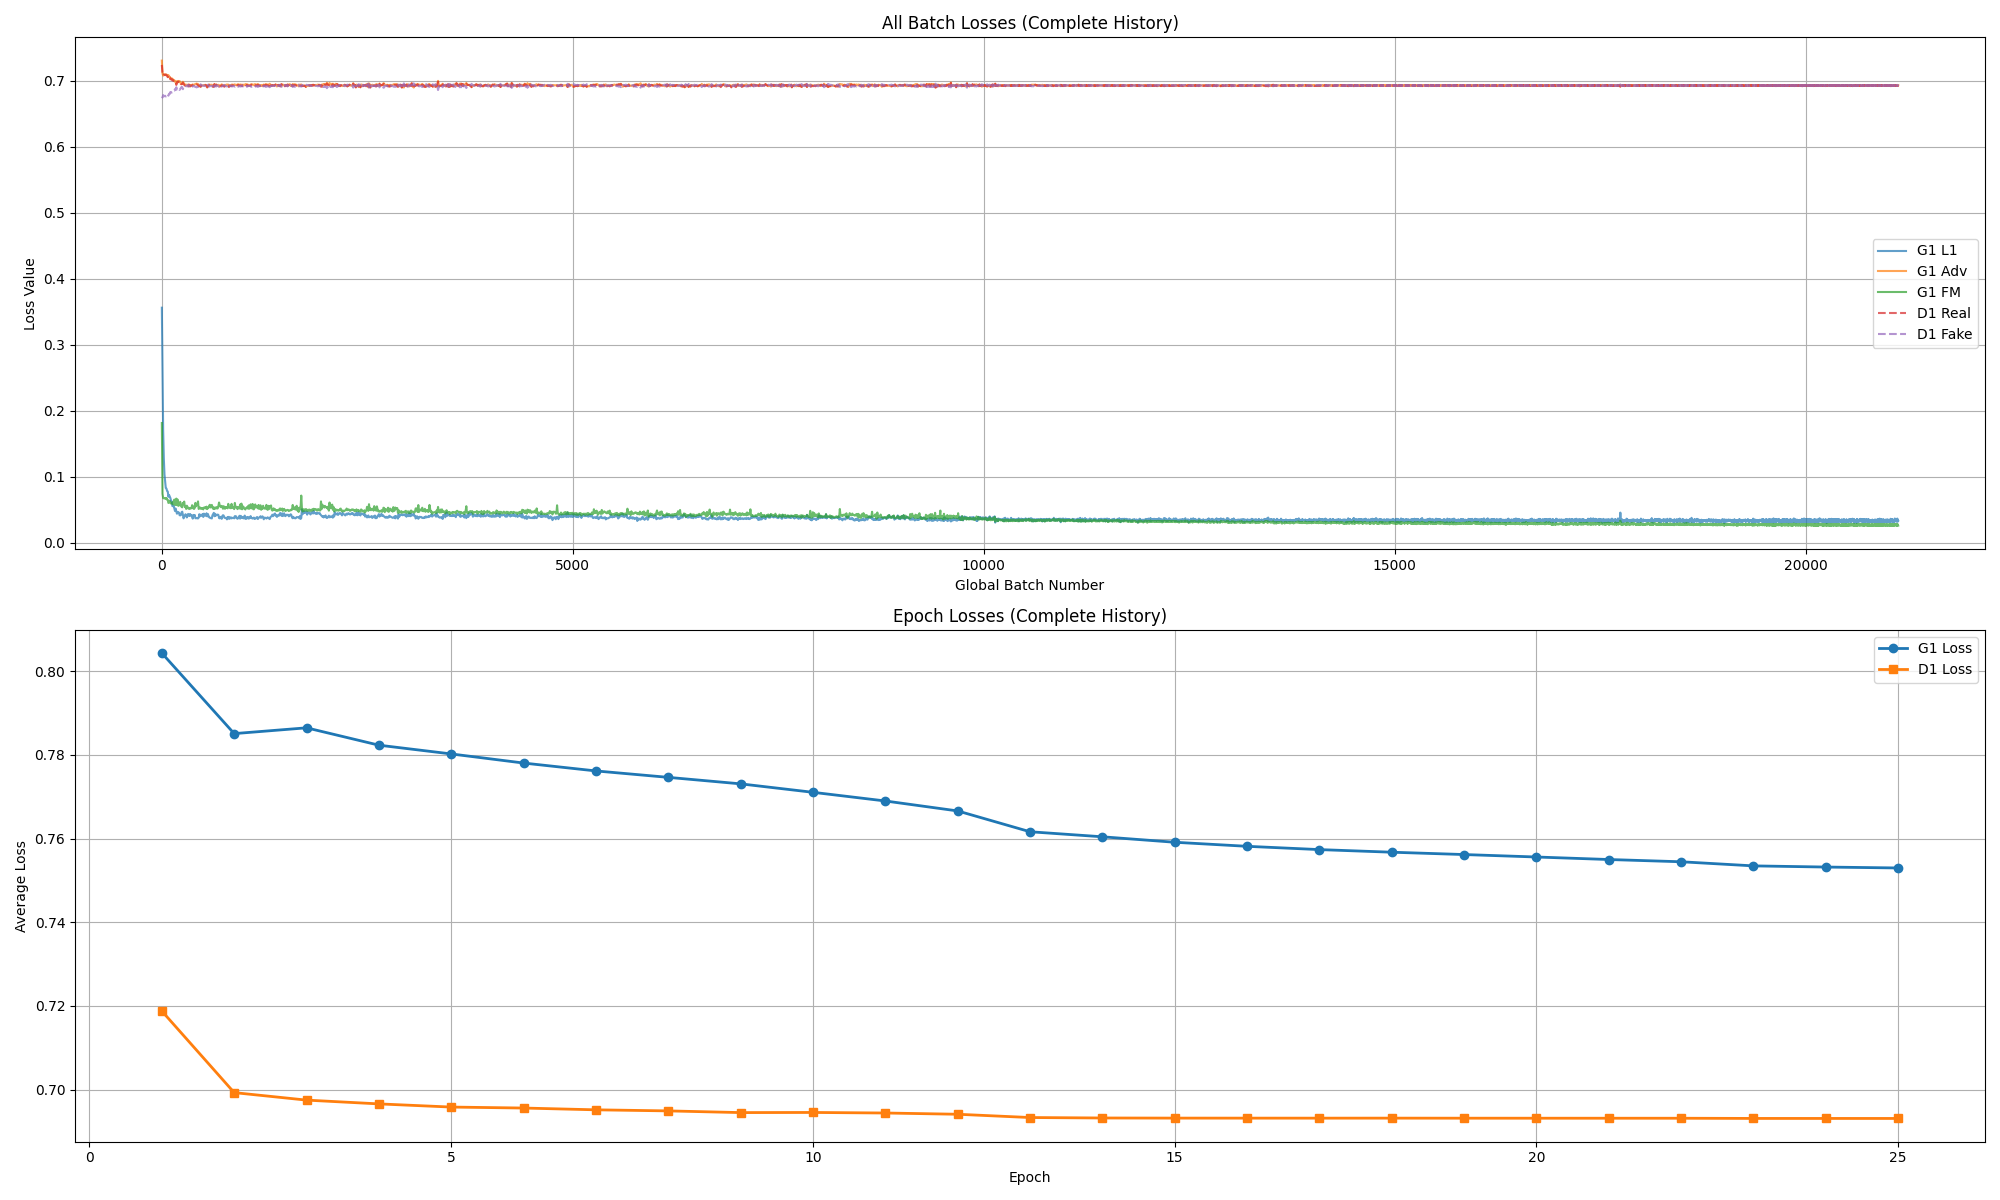 All Batch Losses (Complete History)
Loss Value
0.7
0.6
0.5
0.4
0.3
0.2
0.1
0.0
G1 L1
G1 Adv
G1 FM
D1 Real
D1 Fake
0 5000 10000 15000 20000
Global Batch Number
Epoch Losses (Complete History)
Average Loss
0.80
0.78
0.76
0.74
0.72
0.70
G1 Loss
D1 Loss
0 5 10 15 20 25
Epoch